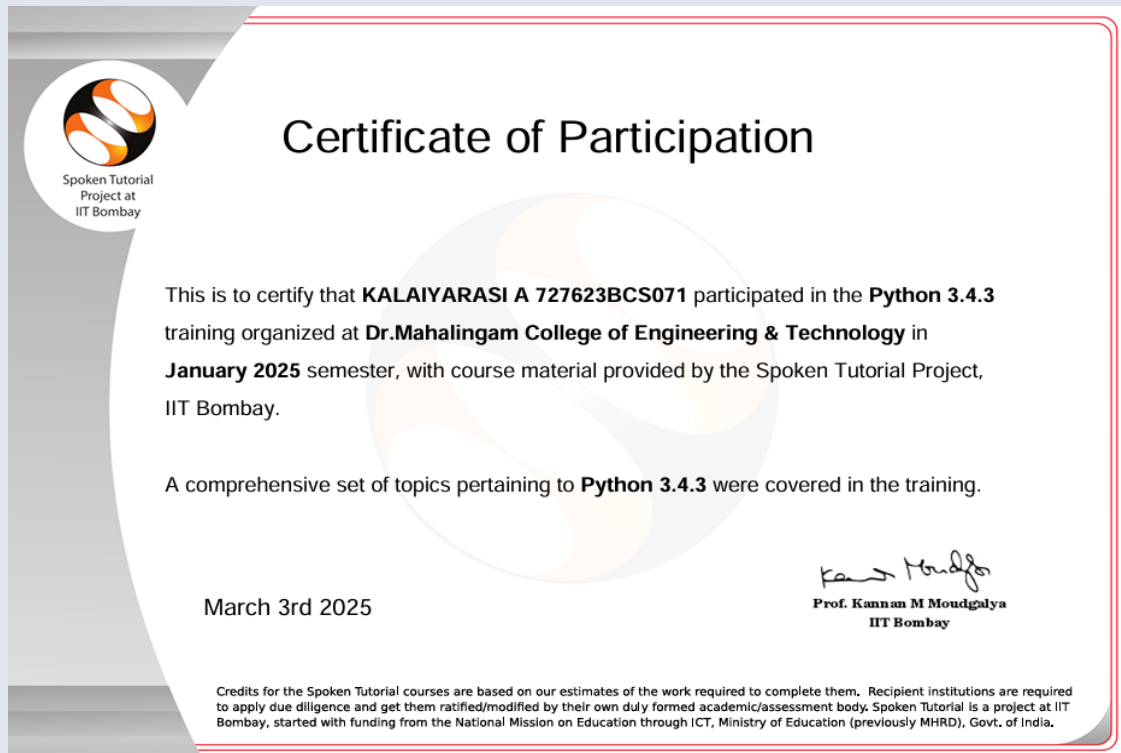 Spoken Tutorial
Project at
IIT Bombay
Certificate of Participation
This is to certify that KALAIYARASI A 727623BCS071 participated in the Python 3.4.3
training organized at Dr.Mahalingam College of Engineering & Technology in
January 2025 semester, with course material provided by the Spoken Tutorial Project,
IIT Bombay.
A comprehensive set of topics pertaining to Python 3.4.3 were covered in the training.
March 3rd 2025
Prof. Kannan M Moudgalya
IIT Bombay
Credits for the Spoken Tutorial courses are based on our estimates of the work required to complete them. Recipient institutions are required
to apply due diligence and get them ratified/modified by their own duly formed academic/assessment body. Spoken Tutorial is a project at IIT
Bombay, started with funding from the National Mission on Education through ICT, Ministry of Education (previously MHRD), Govt. of India.